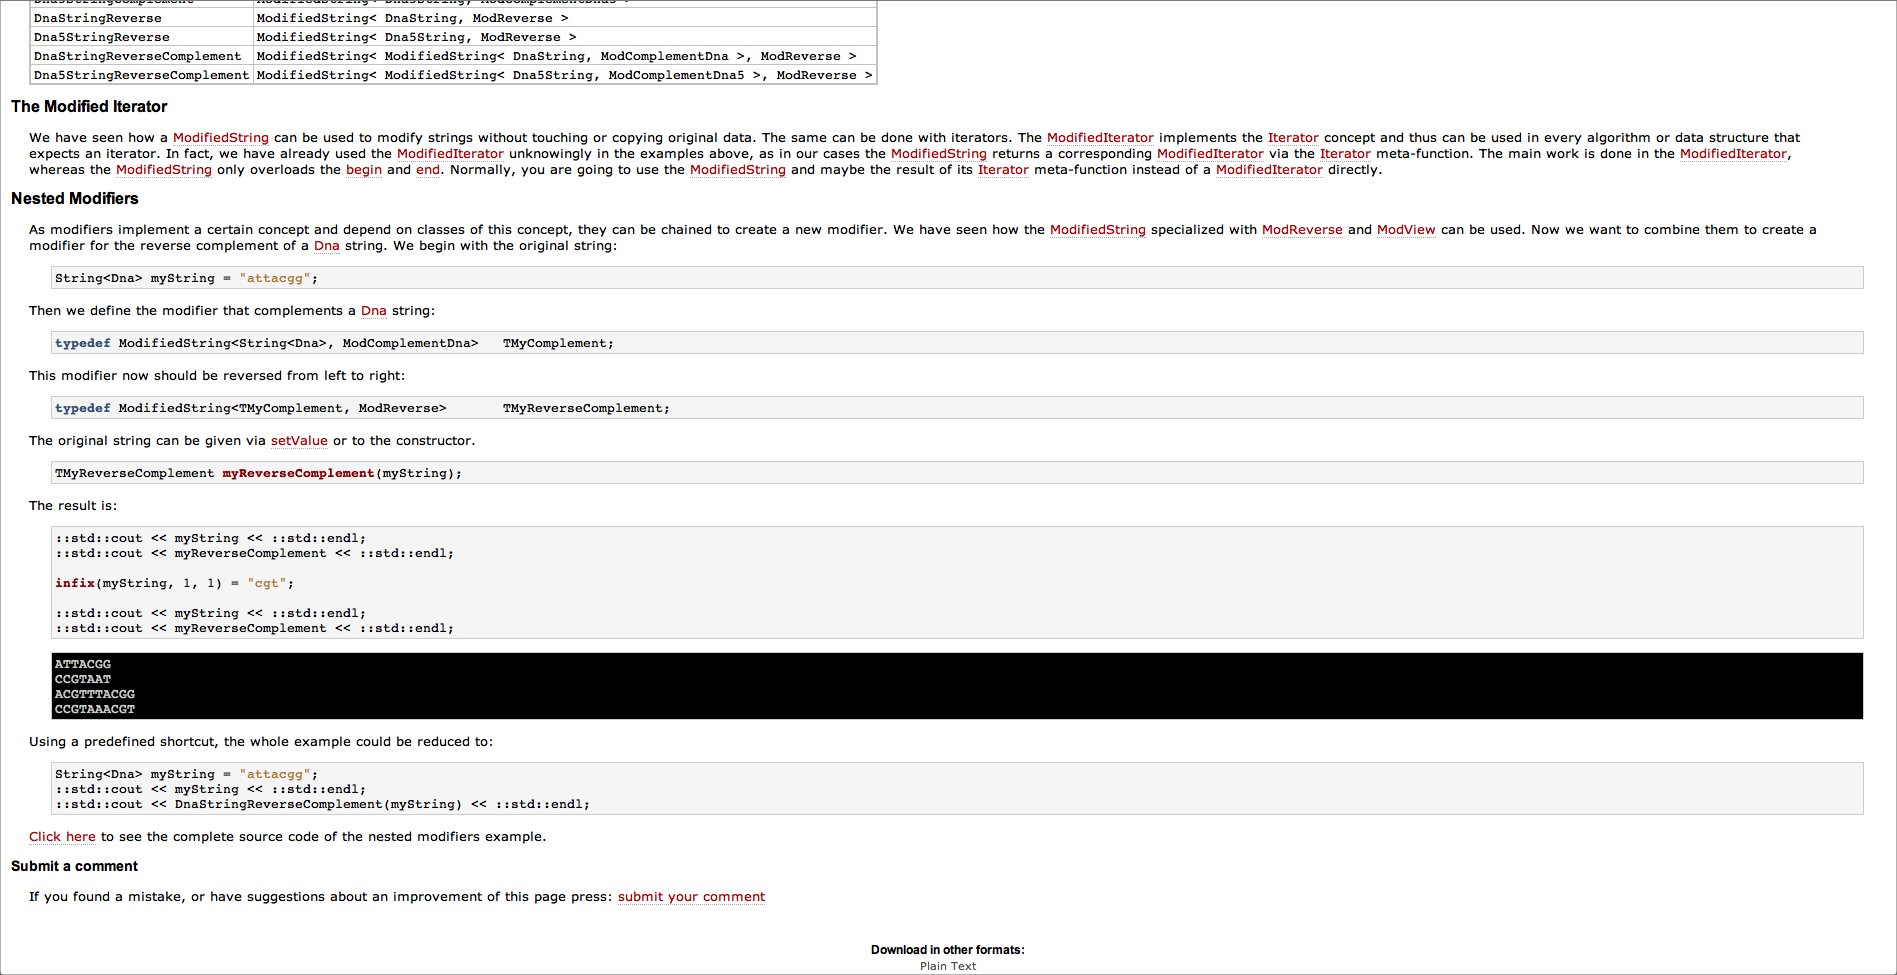 Dna5StringComplement ModifiedString< Dna5String, ModComplementDna5 >
DnaStringReverse ModifiedString< DnaString, ModReverse >
Dna5StringReverse ModifiedString< Dna5String, ModReverse >
DnaStringReverseComplement ModifiedString< ModifiedString< DnaString, ModComplementDna >, ModReverse >
Dna5StringReverseComplement ModifiedString< ModifiedString< Dna5String, ModComplementDna5 >, ModReverse >
The Modified Iterator
We have seen how a ModifiedString can be used to modify strings without touching or copying original data. The same can be done with iterators. The ModifiedIterator implements the Iterator concept and thus can be used in every algorithm or data structure that
expects an iterator. In fact, we have already used the ModifiedIterator unknowingly in the examples above, as in our cases the ModifiedString returns a corresponding ModifiedIterator via the Iterator meta-function. The main work is done in the ModifiedIterator,
whereas the ModifiedString only overloads the begin and end. Normally, you are going to use the ModifiedString and maybe the result of its Iterator meta-function instead of a ModifiedIterator directly.
Nested Modifiers
As modifiers implement a certain concept and depend on classes of this concept, they can be chained to create a new modifier. We have seen how the ModifiedString specialized with ModReverse and ModView can be used. Now we want to combine them to create a
modifier for the reverse complement of a Dna string. We begin with the original string:
String<Dna> myString = "attacgg";
Then we define the modifier that complements a Dna string:
typedef ModifiedString<String<Dna>, ModComplementDna>   TMyComplement;
This modifier now should be reversed from left to right:
typedef ModifiedString<TMyComplement, ModReverse>       TMyReverseComplement;
The original string can be given via setValue or to the constructor.
TMyReverseComplement myReverseComplement(myString);
The result is:
::std::cout << myString << ::std::endl;
::std::cout << myReverseComplement << ::std::endl;
infix(myString, 1, 1) = "cgt";
::std::cout << myString << ::std::endl;
::std::cout << myReverseComplement << ::std::endl;
ATTACGG
CCGTAAT
ACGTTTACGG
CCGTAAACGT
Using a predefined shortcut, the whole example could be reduced to:
String<Dna> myString = "attacgg";
::std::cout << myString << ::std::endl;
::std::cout << DnaStringReverseComplement(myString) << ::std::endl;
Click here to see the complete source code of the nested modifiers example.
Submit a comment
If you found a mistake, or have suggestions about an improvement of this page press: submit your comment
Download in other formats:
Plain Text